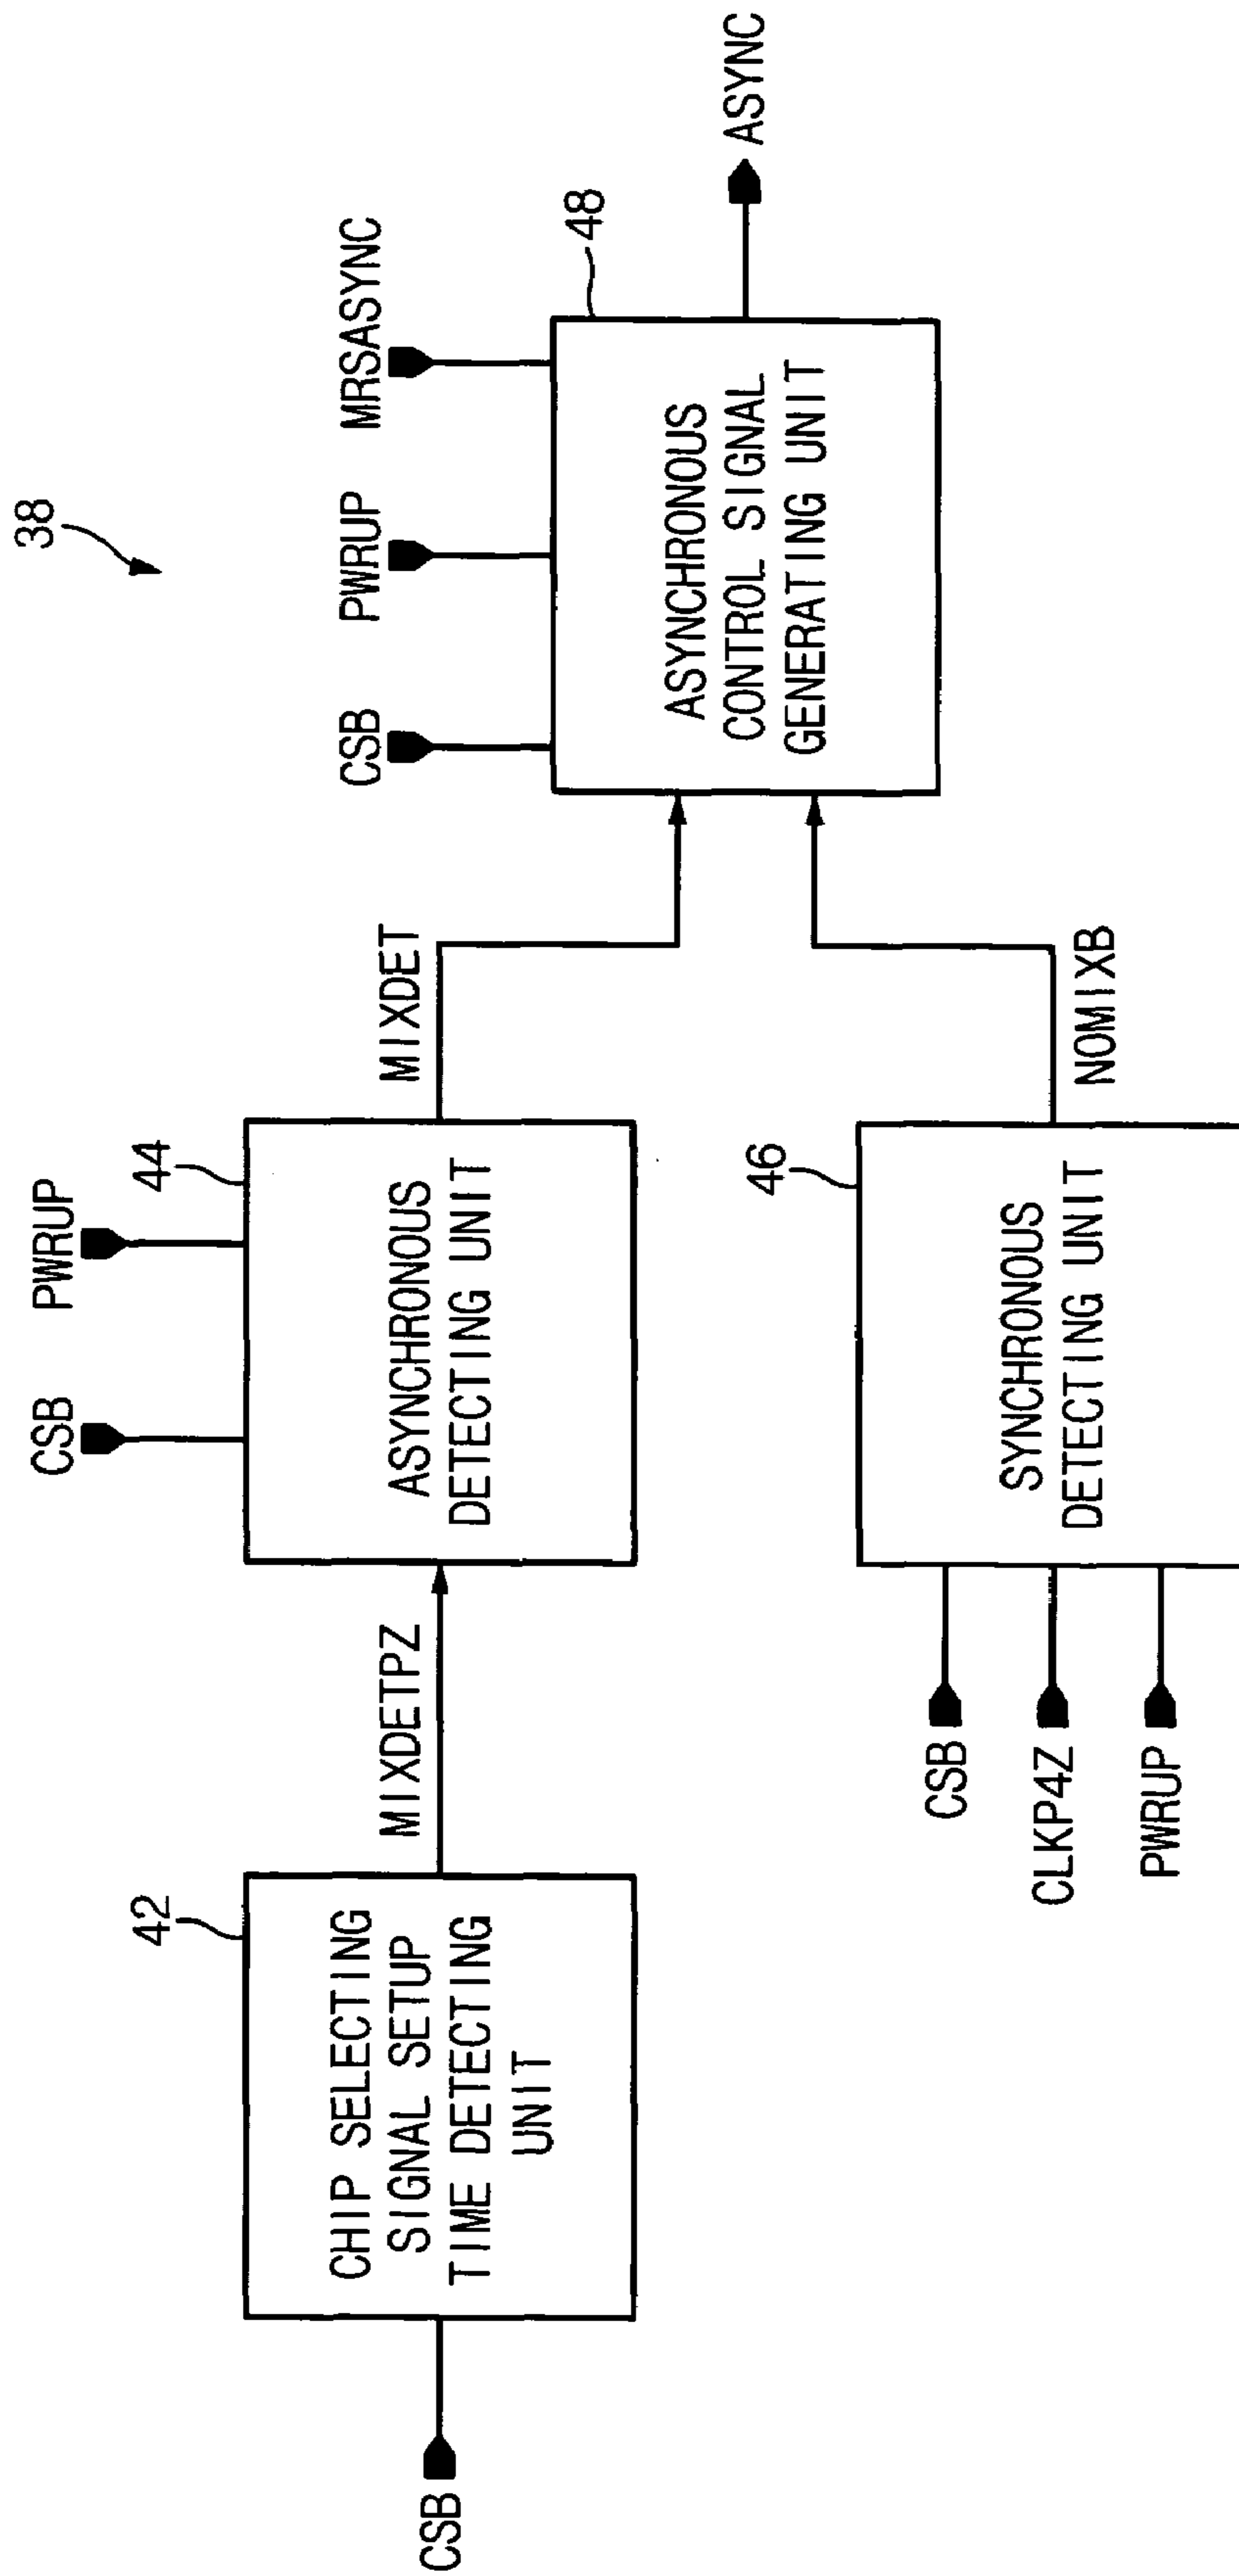 38
CSB
CHIP SELECTING
SIGNAL SETUP
TIME DETECTING
UNIT
42
MIXDETPZ
CSB
PWRUP
44
ASYNCHRONOUS
DETECTING UNIT
MIXDET
CSB
CLKP4Z
PWRUP
46
SYNCHRONOUS
DETECTING UNIT
NOMIXB
CSB
PWRUP
MRSASYNC
48
ASYNCHRONOUS
CONTROL SIGNAL
GENERATING UNIT
ASYNC